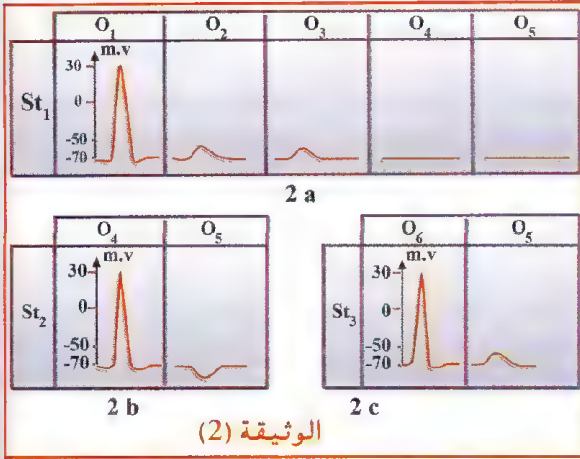 O₁ O₂ O₃ O₄ O₅
St₁
m.v
30
0
-50
-70
2 a
O₄ O₅
St₂
m.v
30
0
-50
-70
2 b
O₆ O₅
St₃
m.v
30
0
-50
-70
2 c
الوثيقة (2)